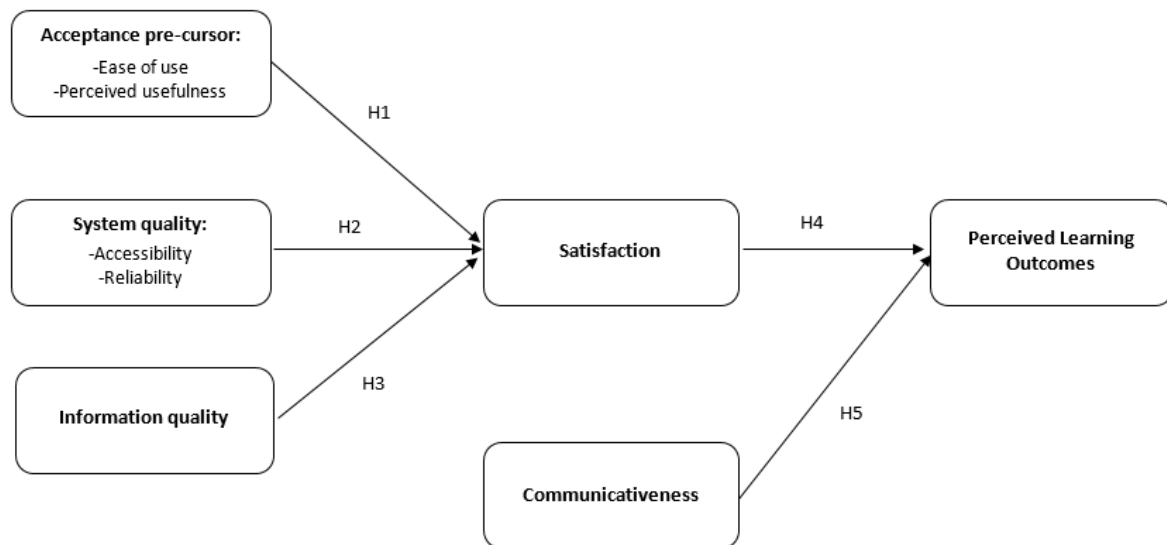 Acceptance pre-cursor:
-Ease of use
-Perceived usefulness
H1
System quality:
-Accessibility
-Reliability
H2
Satisfaction
H4
Perceived Learning
Outcomes
Information quality
H3
H5
Communicativeness